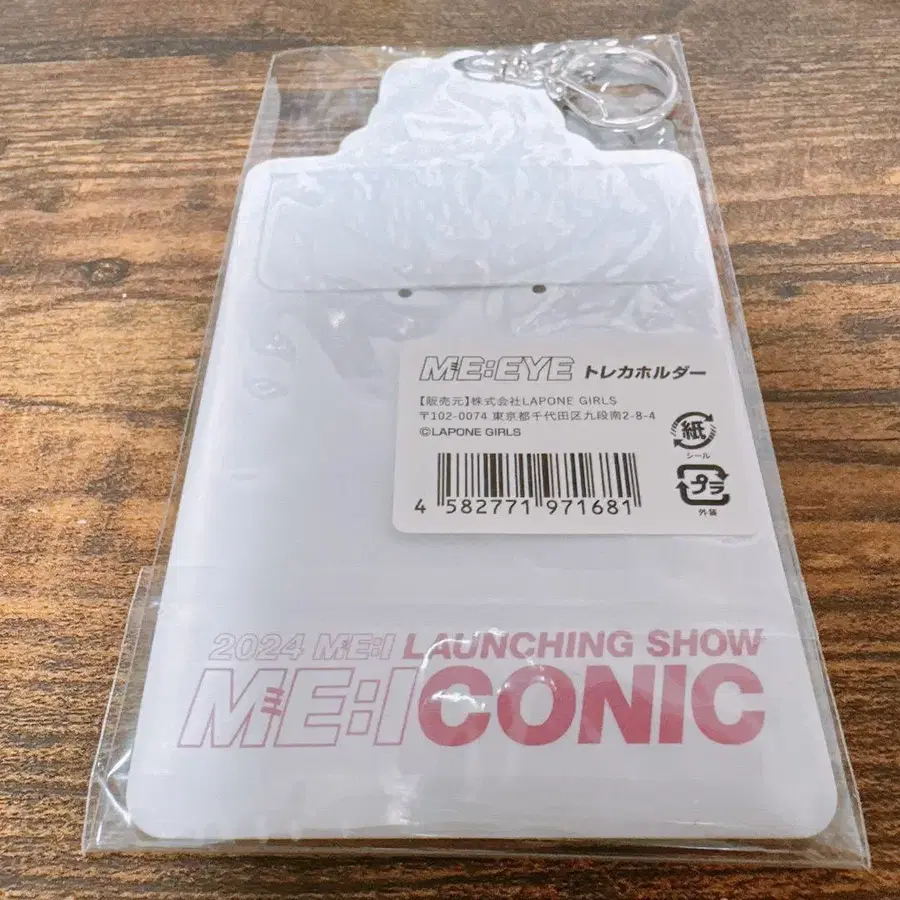 ME:EYE トレカホルダー
【販売元】株式会社LAPONE GIRLS
〒102-0074 東京都千代田区九段南2-8-4
©LAPONE GIRLS
紙
シール
プラ
外装
4 582771 971681
2024 ME:I LAUNCHING SHOW
ME:ICONIC